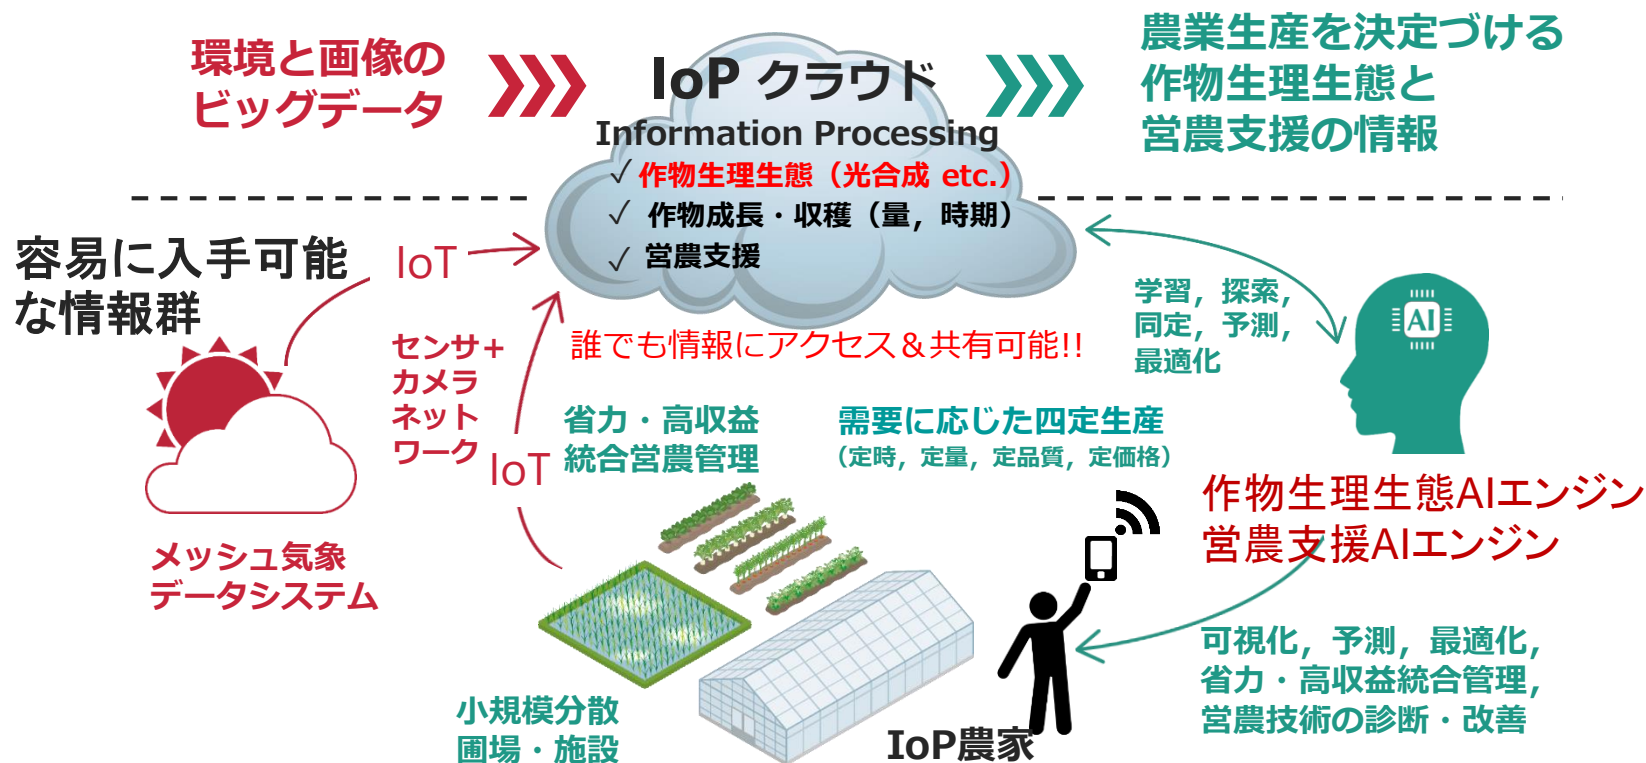 環境と画像の
ビッグデータ
IoP クラウド
Information Processing
✓ 作物生理生態（光合成 etc.）
✓ 作物成長・収穫（量，時期）
✓ 営農支援
農業生産を決定づける
作物生理生態と
営農支援の情報
容易に入手可能
な情報群
IoT
センサ＋
カメラ
ネット
ワーク
IoT
誰でも情報にアクセス＆共有可能!!
学習，探索，
同定，予測，
最適化
AI
省力・高収益
統合営農管理
需要に応じた四定生産
（定時，定量，定品質，定価格）
メッシュ気象
データシステム
作物生理生態AIエンジン
営農支援AIエンジン
可視化，予測，最適化，
省力・高収益統合管理，
営農技術の診断・改善
小規模分散
圃場・施設
IoP農家